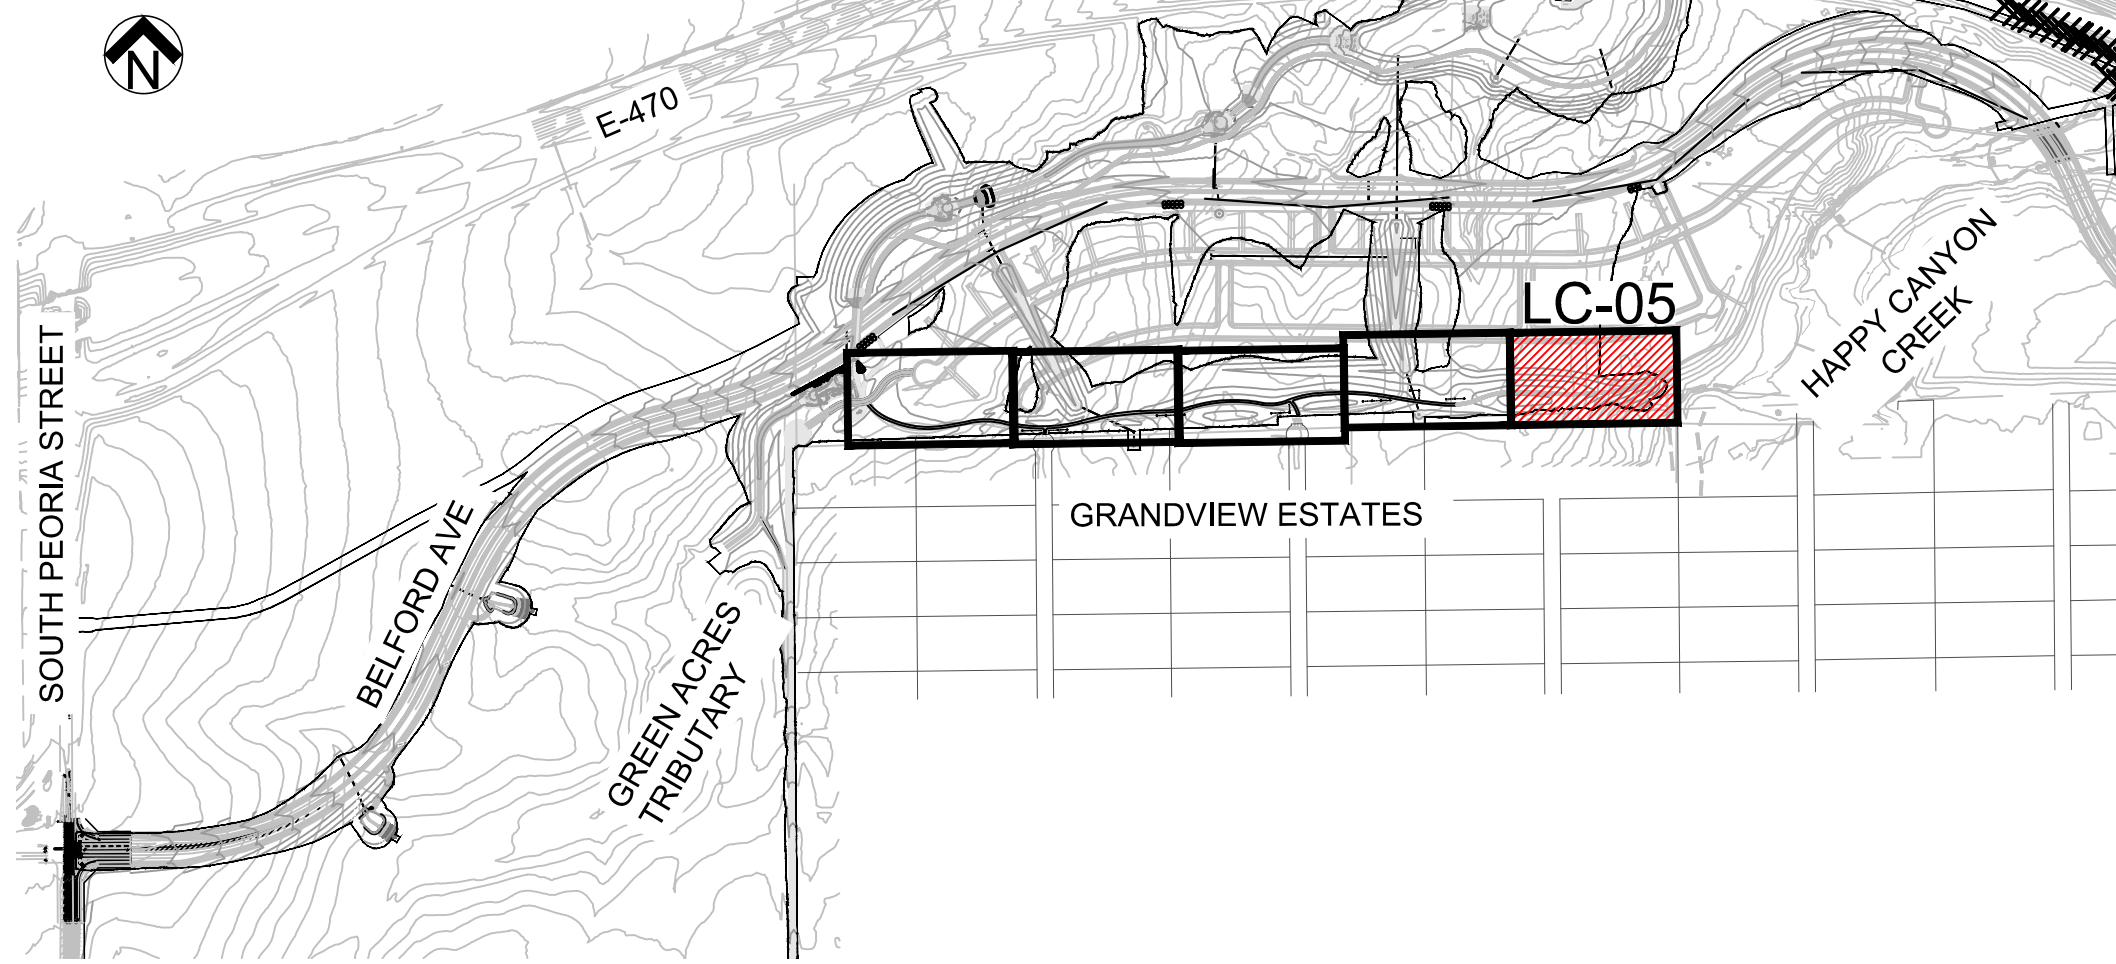 N
E-470
LC-05
HAPPY CANYON
CREEK
SOUTH PEORIA STREET
BELFORD AVE
GRANDVIEW ESTATES
GREEN ACRES
TRIBUTARY